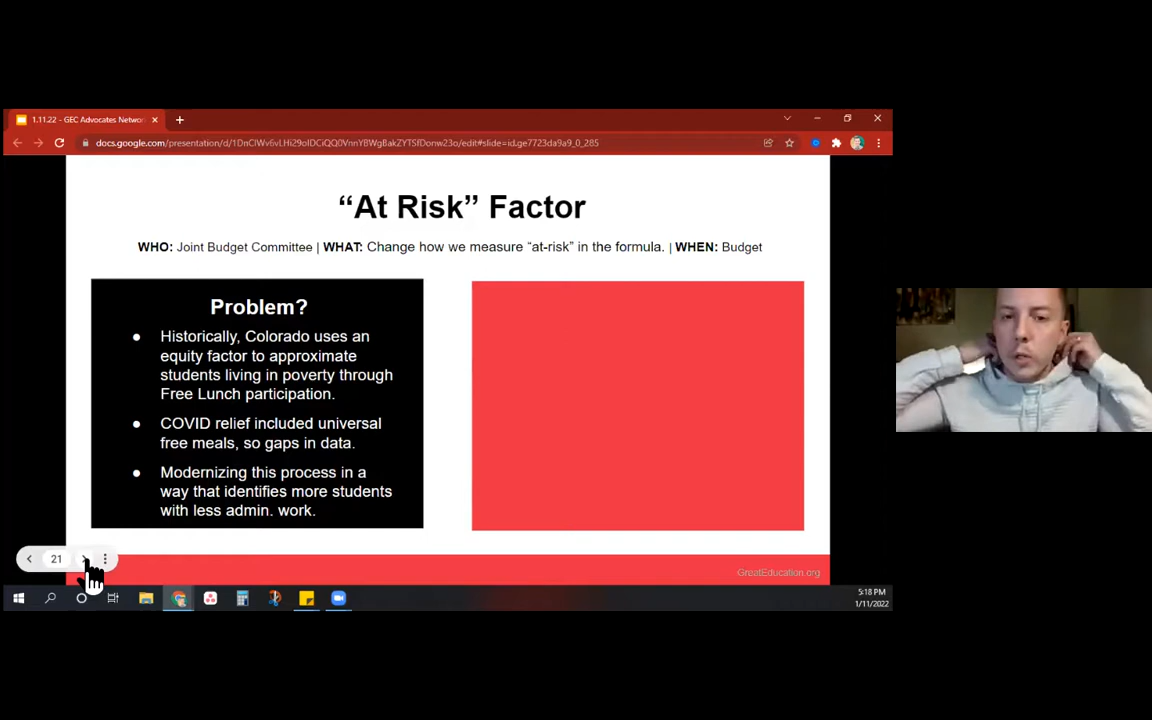 1.11.22 - GEC Advocates Networ
“At Risk” Factor
WHO: Joint Budget Committee | WHAT: Change how we measure “at-risk” in the formula. | WHEN: Budget
Problem?
● Historically, Colorado uses an
equity factor to approximate
students living in poverty through
Free Lunch participation.
● COVID relief included universal
free meals, so gaps in data.
● Modernizing this process in a
way that identifies more students
with less admin. work.
21
GreatEducation.org
5:18 PM
1/11/2022